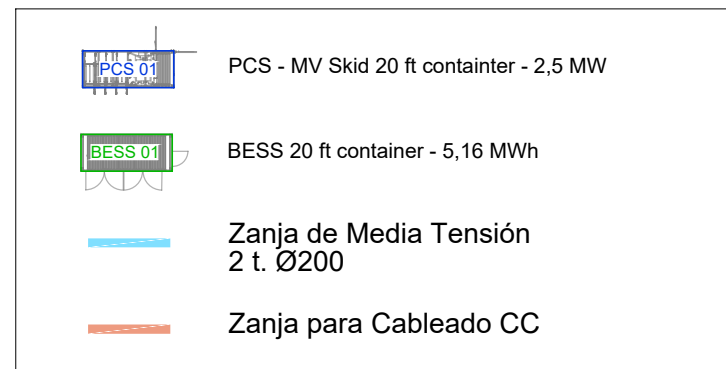 PCS 01
PCS - MV Skid 20 ft containter - 2,5 MW
BESS 01
BESS 20 ft container - 5,16 MWh
Zanja de Media Tensión
2 t. Ø200
Zanja para Cableado CC